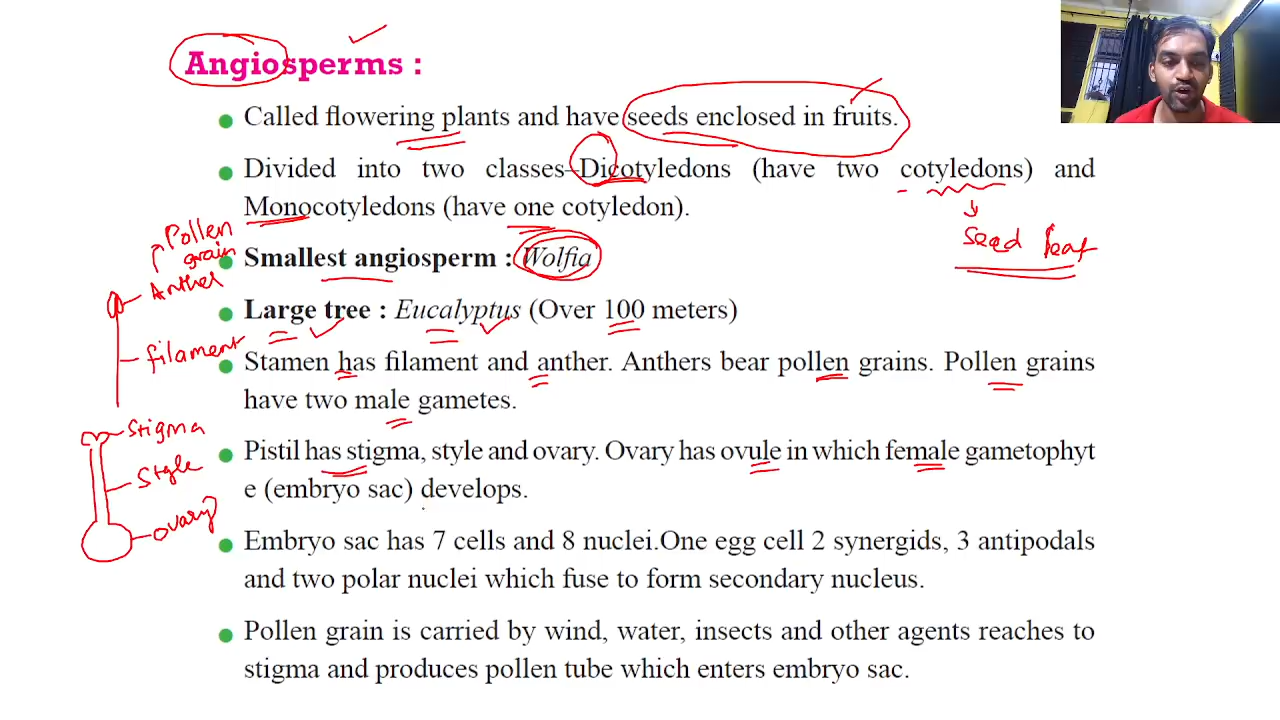 Angiosperms :
Called flowering plants and have seeds enclosed in fruits.
Divided into two classes–Dicotyledons (have two cotyledons) and
Monocotyledons (have one cotyledon).
Seed leaf
Smallest angiosperm : Wolfia
Large tree : Eucalyptus (Over 100 meters)
Stamen has filament and anther. Anthers bear pollen grains. Pollen grains
have two male gametes.
Pistil has stigma, style and ovary. Ovary has ovule in which female gametophyt
e (embryo sac) develops.
Embryo sac has 7 cells and 8 nuclei.One egg cell 2 synergids, 3 antipodals
and two polar nuclei which fuse to form secondary nucleus.
Pollen grain is carried by wind, water, insects and other agents reaches to
stigma and produces pollen tube which enters embryo sac.
Pollen
grain
Anther
filament
Stigma
Style
Ovary